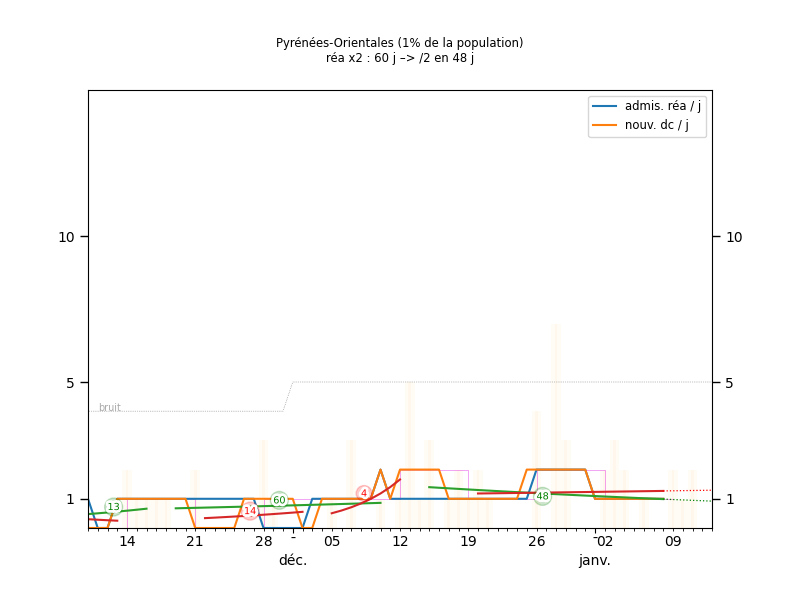 Pyrénées-Orientales (1% de la population)
réa x2 : 60 j –> /2 en 48 j
admis. réa / j
nouv. dc / j
10
10
5
5
bruit
1
1
13
14
60
4
48
14
21
28
05
12
19
26
02
09
déc.
janv.